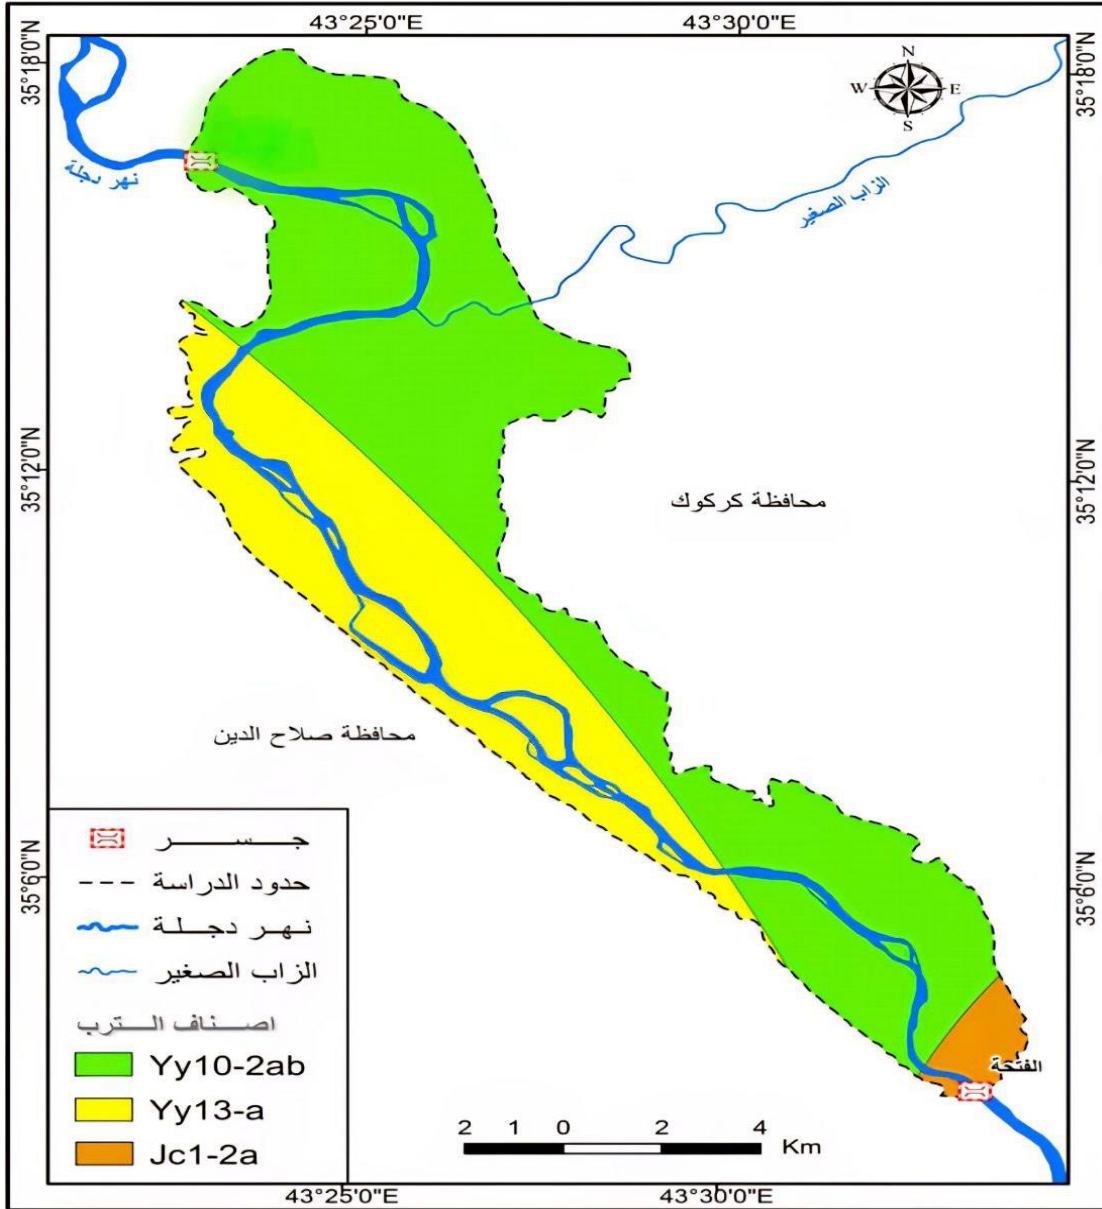 43°25'0"E
43°30'0"E
35°18'0"N
35°18'0"N
N
W
E
S
نهر دجلة
الزاب الصغير
35°12'0"N
35°12'0"N
محافظة كركوك
محافظة صلاح الدين
35°6'0"N
35°6'0"N
جســـــر
حدود الدراسة
نهر دجلة
الزاب الصغير
اصناف الترب
Yy10-2ab
Yy13-a
Jc1-2a
الفتحة
2 1 0 2 4 Km
43°25'0"E
43°30'0"E